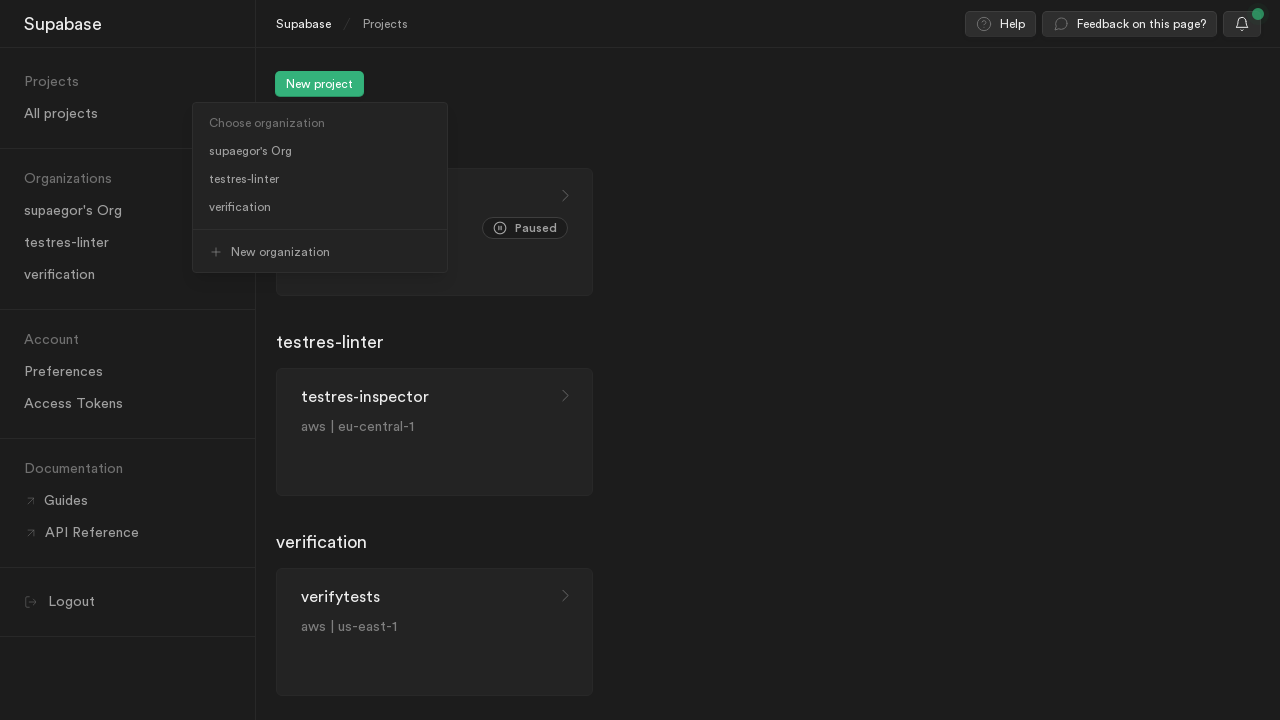 Supabase
Supabase / Projects
Help
Feedback on this page?
Projects
All projects
Organizations
supaegor's Org
testres-linter
verification
Account
Preferences
Access Tokens
Documentation
Guides
API Reference
Logout
New project
Choose organization
supaegor's Org
testres-linter
verification
New organization
Paused
testres-linter
testres-inspector
aws | eu-central-1
verification
verifytests
aws | us-east-1